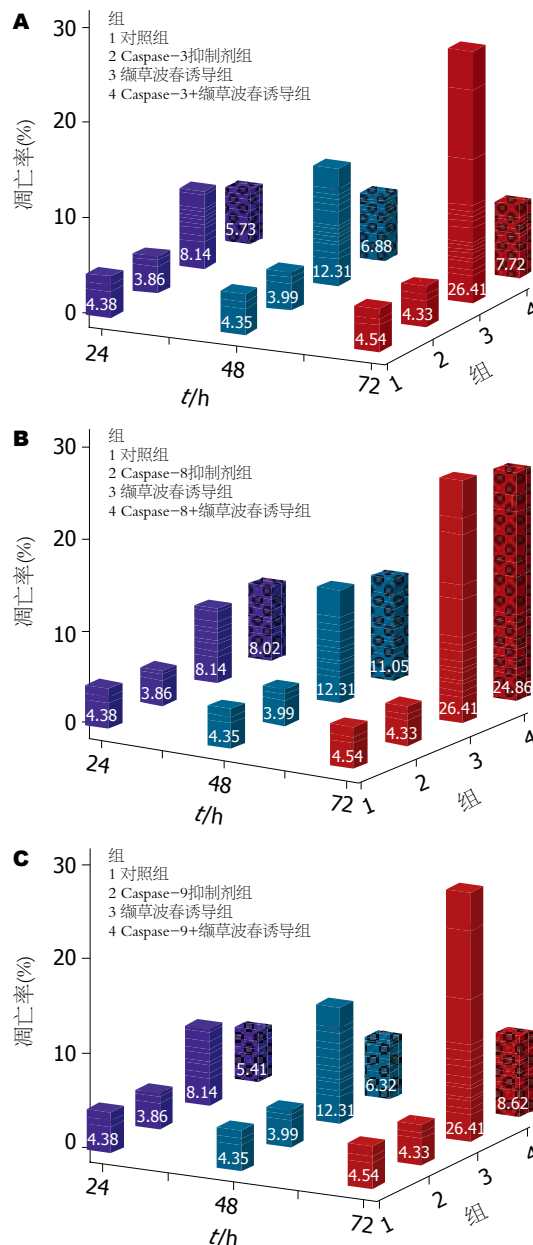 A
组
1 对照组
2 Caspase-3抑制剂组
3 缬草波春诱导组
4 Caspase-3+缬草波春诱导组
凋亡率(%)
30
20
10
0
4.38
3.86
8.14
5.73
4.35
3.99
12.31
6.88
4.54
4.33
26.41
7.72
24
48
72
t/h
1
2
3
4
组
B
组
1 对照组
2 Caspase-8抑制剂组
3 缬草波春诱导组
4 Caspase-8+缬草波春诱导组
凋亡率(%)
30
20
10
0
4.38
3.86
8.14
8.02
4.35
3.99
12.31
11.05
4.54
4.33
26.41
24.86
24
48
72
t/h
1
2
3
4
组
C
组
1 对照组
2 Caspase-9抑制剂组
3 缬草波春诱导组
4 Caspase-9+缬草波春诱导组
凋亡率(%)
30
20
10
0
4.38
3.86
8.14
5.41
4.35
3.99
12.31
6.32
4.54
4.33
26.41
8.62
24
48
72
t/h
1
2
3
4
组